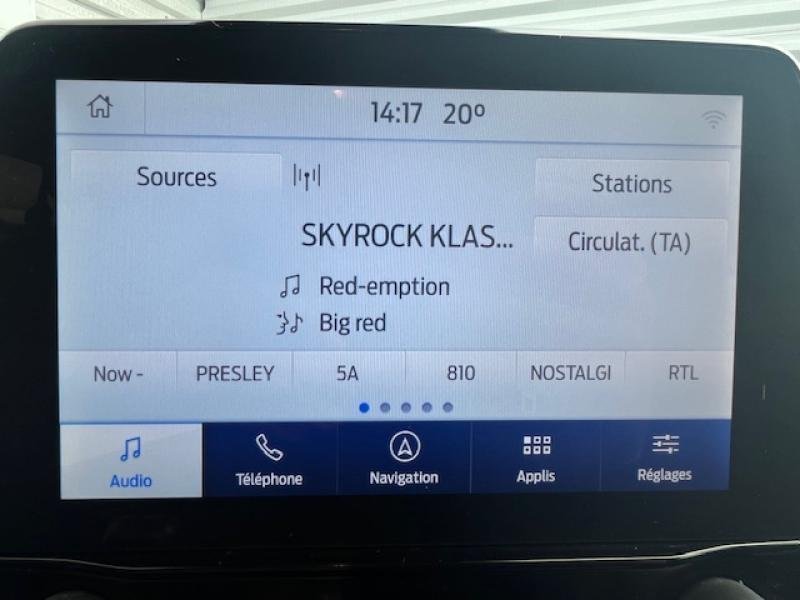 14:17 20º
Sources
Stations
SKYROCK KLAS...
Circulat. (TA)
Red-emption
Big red
Now - PRESLEY 5A 810 NOSTALGI RTL
Audio Téléphone Navigation Applis Réglages